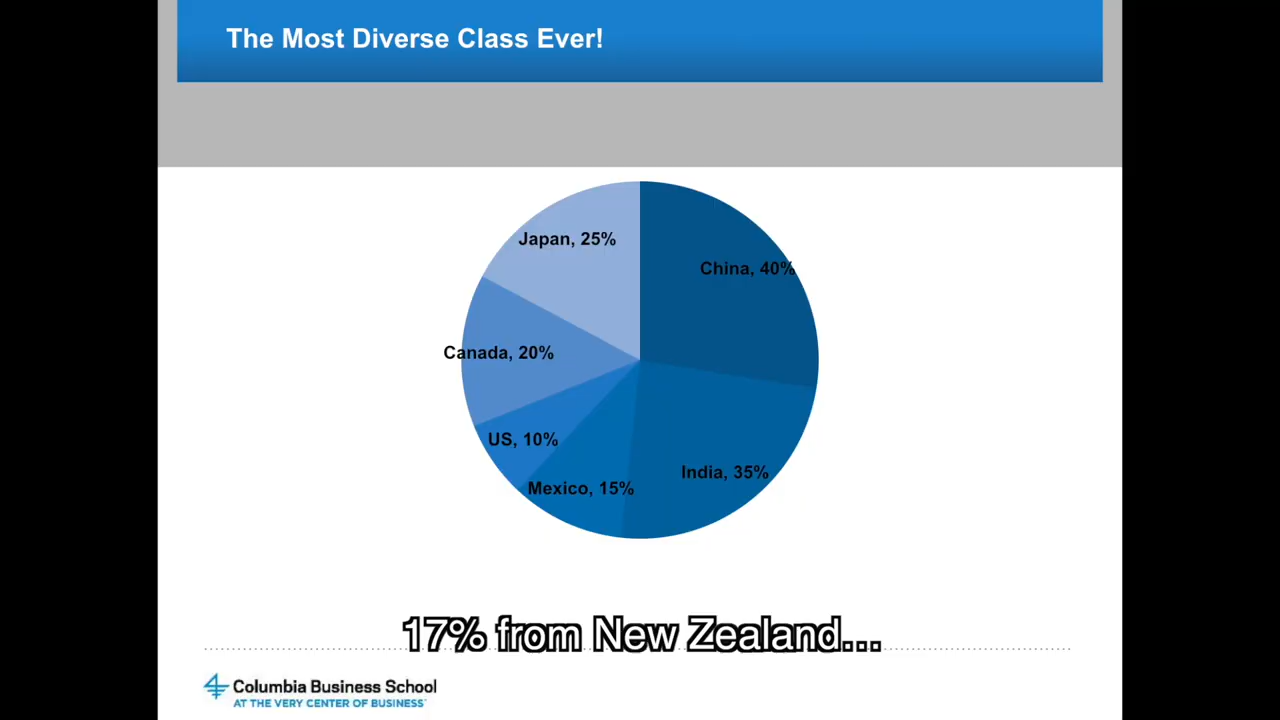 The Most Diverse Class Ever!
Japan, 25%
China, 40%
Canada, 20%
US, 10%
India, 35%
Mexico, 15%
17% from New Zealand...
Columbia Business School
AT THE VERY CENTER OF BUSINESS